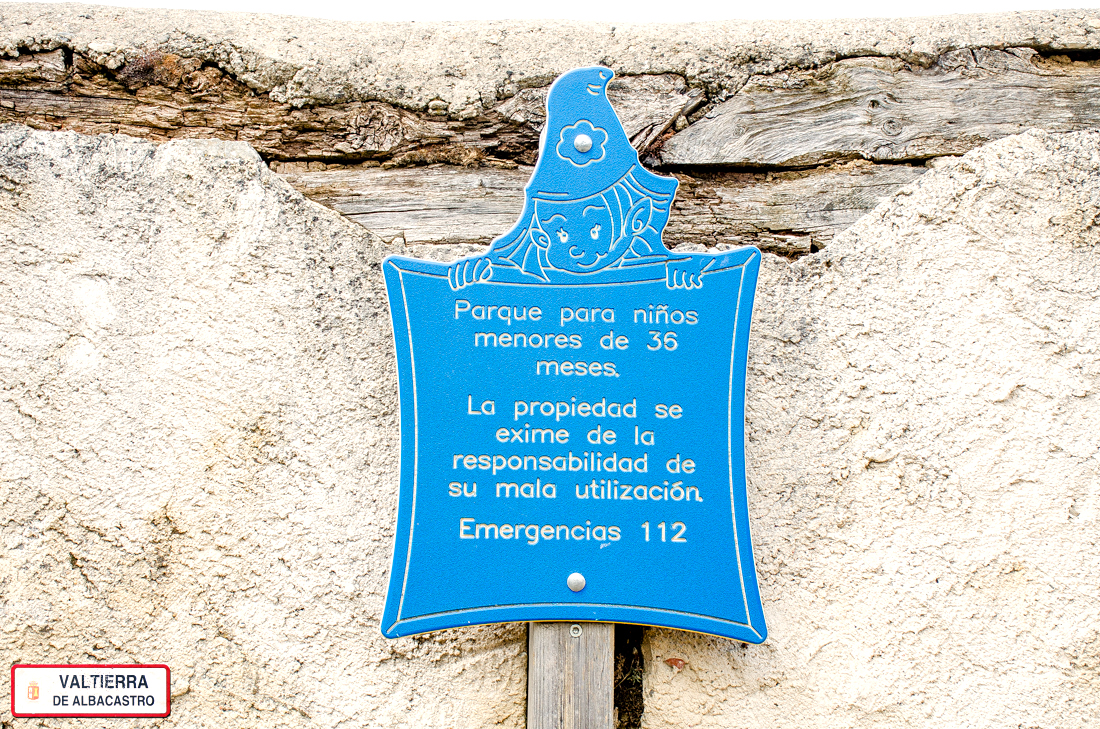 Parque para niños
menores de 36
meses.
La propiedad se
exime de la
responsabilidad de
su mala utilización.
Emergencias 112
VALTIERRA
DE ALBACASTRO